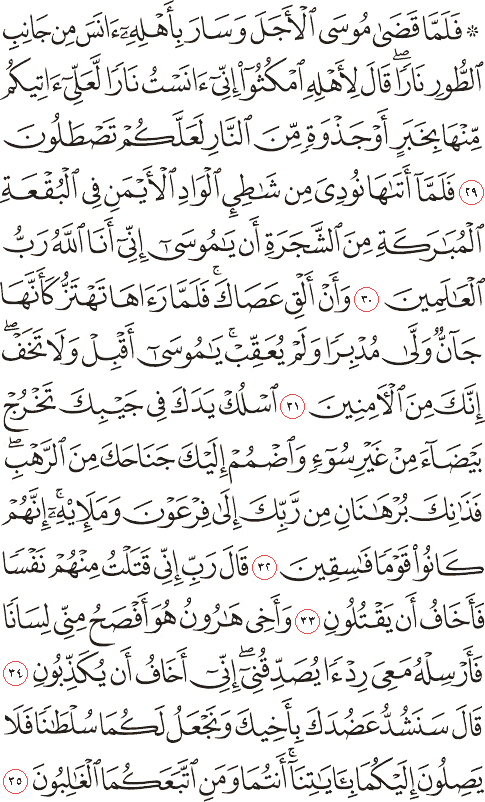 ۞ فَلَمَّا قَضَىٰ مُوسَى ٱلْأَجَلَ وَسَارَ بِأَهْلِهِۦٓ ءَانَسَ مِن جَانِبِ
ٱلطُّورِ نَارًاۖ قَالَ لِأَهْلِهِ ٱمْكُثُوٓاْ إِنِّيٓ ءَانَسْتُ نَارًا لَّعَلِّيٓ ءَاتِيكُم
مِّنْهَا بِخَبَرٍ أَوْ جَذْوَةٍ مِّنَ ٱلنَّارِ لَعَلَّكُمْ تَصْطَلُونَ
٢٩ فَلَمَّآ أَتَىٰهَا نُودِيَ مِن شَٰطِيِٕ ٱلْوَادِ ٱلْأَيْمَنِ فِي ٱلْبُقْعَةِ
ٱلْمُبَٰرَكَةِ مِنَ ٱلشَّجَرَةِ أَن يَٰمُوسَىٰٓ إِنِّيٓ أَنَا ٱللَّهُ رَبُّ
ٱلْعَٰلَمِينَ ٣٠ وَأَنْ أَلْقِ عَصَاكَۚ فَلَمَّا رَءَاهَا تَهْتَزُّ كَأَنَّهَا
جَآنٌّ وَلَّىٰ مُدْبِرًا وَلَمْ يُعَقِّبْۚ يَٰمُوسَىٰٓ أَقْبِلْ وَلَا تَخَفْۖ
إِنَّكَ مِنَ ٱلْأٓمِنِينَ ٣١ ٱسْلُكْ يَدَكَ فِي جَيْبِكَ تَخْرُجْ
بَيْضَآءَ مِنْ غَيْرِ سُوٓءٍ وَٱضْمُمْ إِلَيْكَ جَنَاحَكَ مِنَ ٱلرَّهْبِۖ
فَذَٰنِكَ بُرْهَٰنَانِ مِن رَّبِّكَ إِلَىٰ فِرْعَوْنَ وَمَلَإِيْهِۦٓۚ إِنَّهُمْ
كَانُواْ قَوْمًا فَٰسِقِينَ ٣٢ قَالَ رَبِّ إِنِّي قَتَلْتُ مِنْهُمْ نَفْسًا
فَأَخَافُ أَن يَقْتُلُونِ ٣٣ وَأَخِي هَٰرُونُ هُوَ أَفْصَحُ مِنِّي لِسَانًا
فَأَرْسِلْهُ مَعِيَ رِدْءًا يُصَدِّقُنِيٓۖ إِنِّيٓ أَخَافُ أَن يُكَذِّبُونِ ٣٤
قَالَ سَنَشُدُّ عَضُدَكَ بِأَخِيكَ وَنَجْعَلُ لَكُمَا سُلْطَٰنًا فَلَا
يَصِلُونَ إِلَيْكُمَا بِـَٔايَٰتِنَآۚ أَنتُمَا وَمَنِ ٱتَّبَعَكُمَا ٱلْغَٰلِبُونَ ٣٥